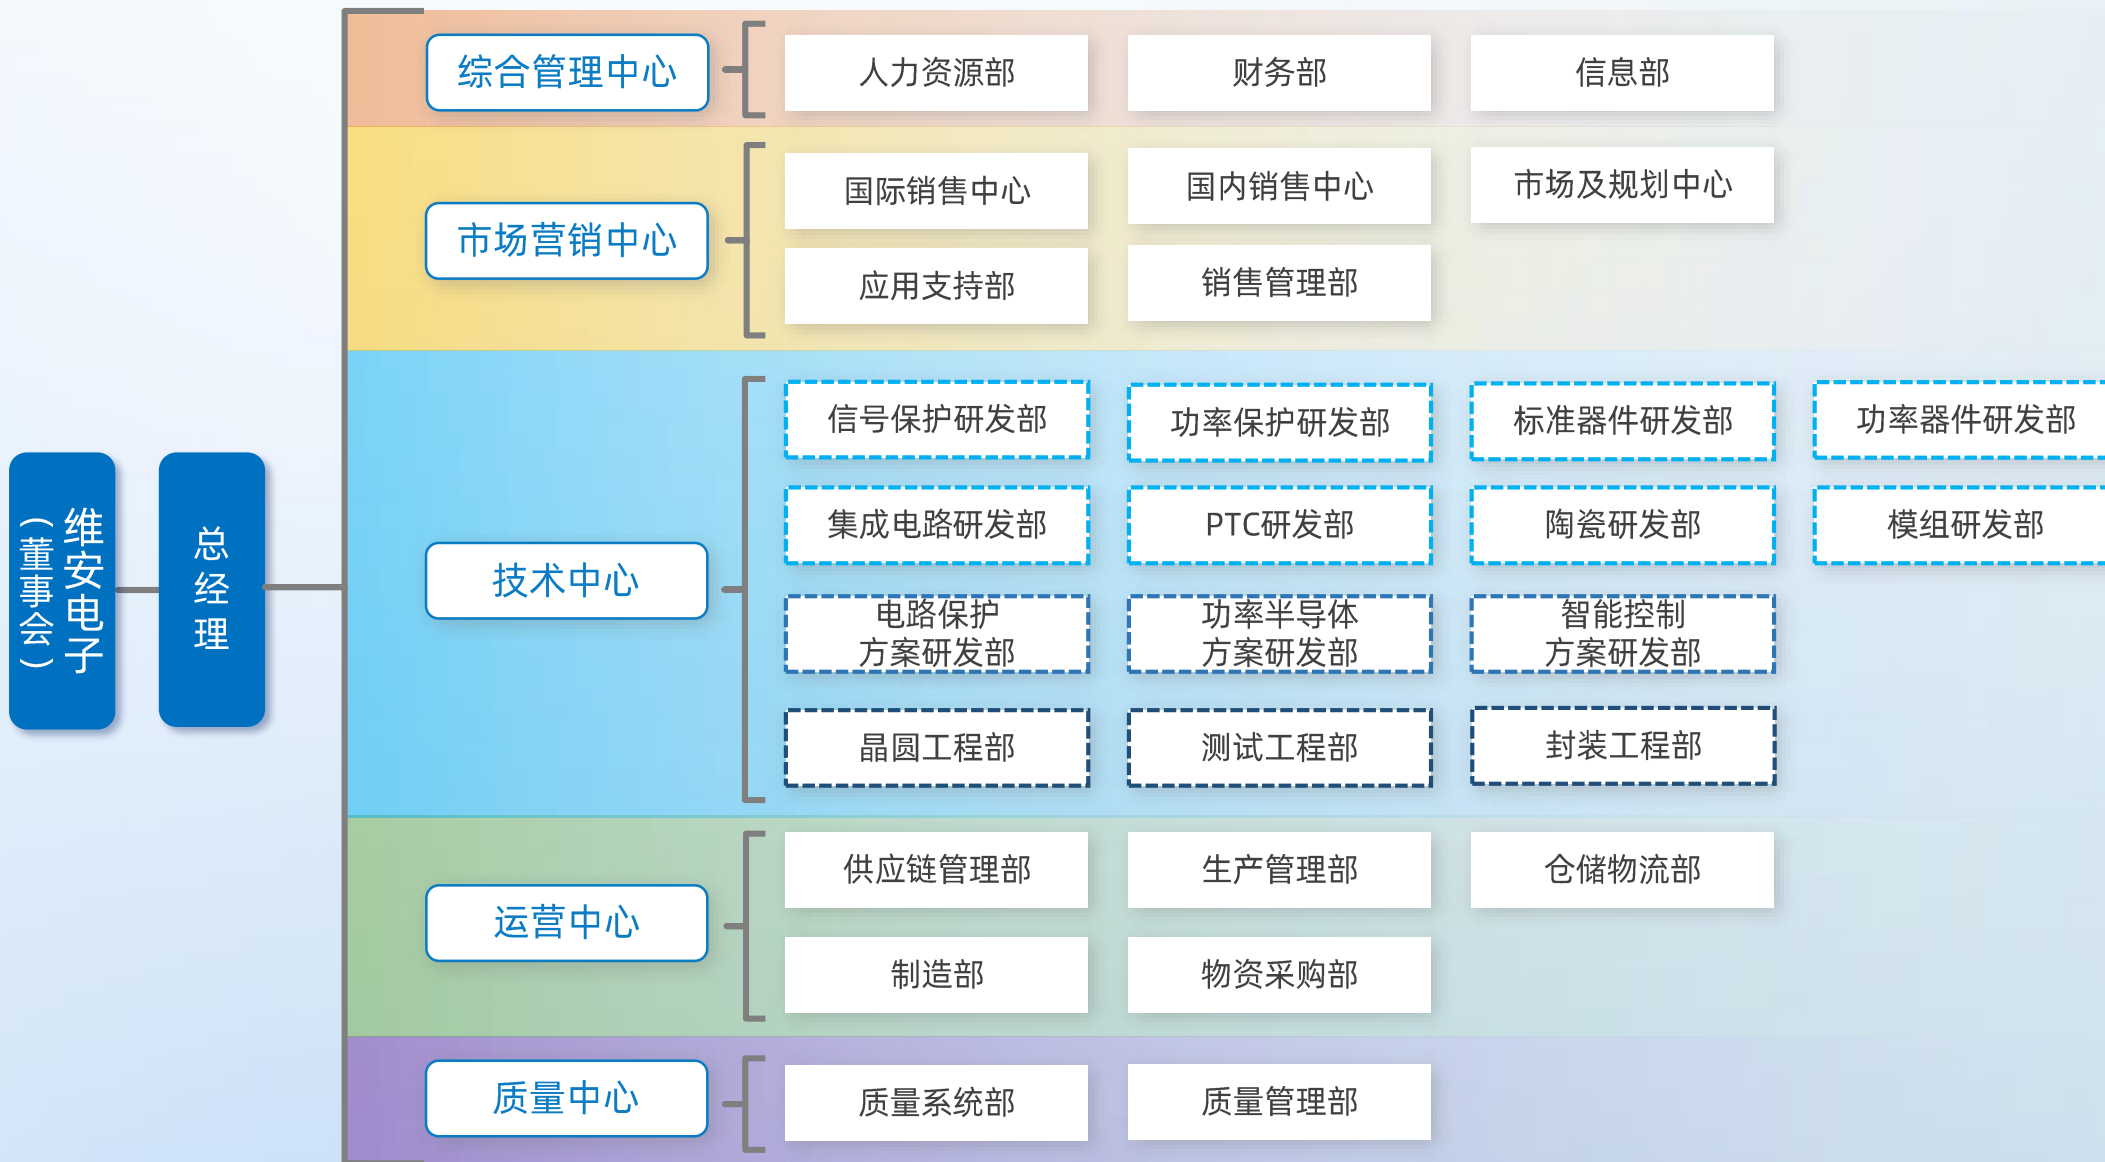 维安电子
（董事会）
总经理
综合管理中心
人力资源部
财务部
信息部
市场营销中心
国际销售中心
国内销售中心
市场及规划中心
应用支持部
销售管理部
技术中心
信号保护研发部
功率保护研发部
标准器件研发部
功率器件研发部
集成电路研发部
PTC研发部
陶瓷研发部
模组研发部
电路保护
方案研发部
功率半导体
方案研发部
智能控制
方案研发部
晶圆工程部
测试工程部
封装工程部
运营中心
供应链管理部
生产管理部
仓储物流部
制造部
物资采购部
质量中心
质量系统部
质量管理部